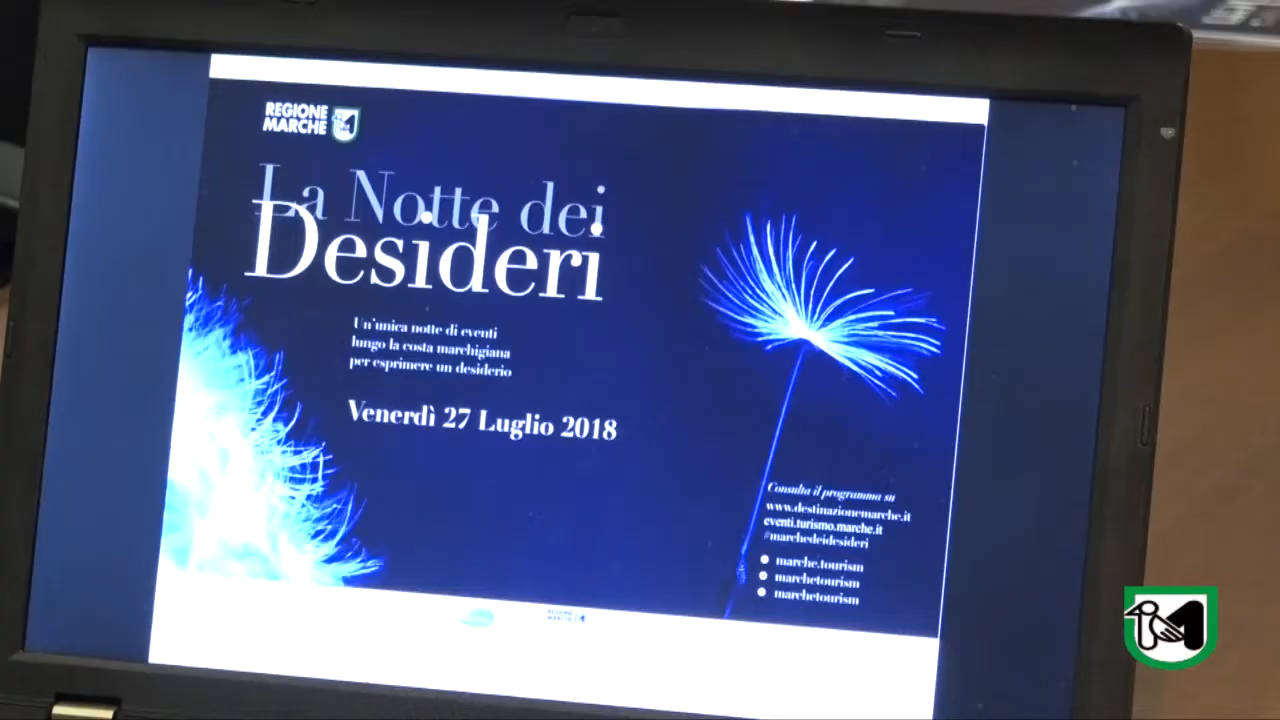 REGIONE
MARCHE
La Notte dei
Desideri
Un'unica notte di eventi
lungo la costa marchigiana
per esprimere un desiderio
Venerdì 27 Luglio 2018
Consulta il programma su
www.destinazionemarche.it
eventi.turismo.marche.it
#marchedeidesideri
marche.tourism
marchetourism
marchetourism
REGIONE
MARCHE